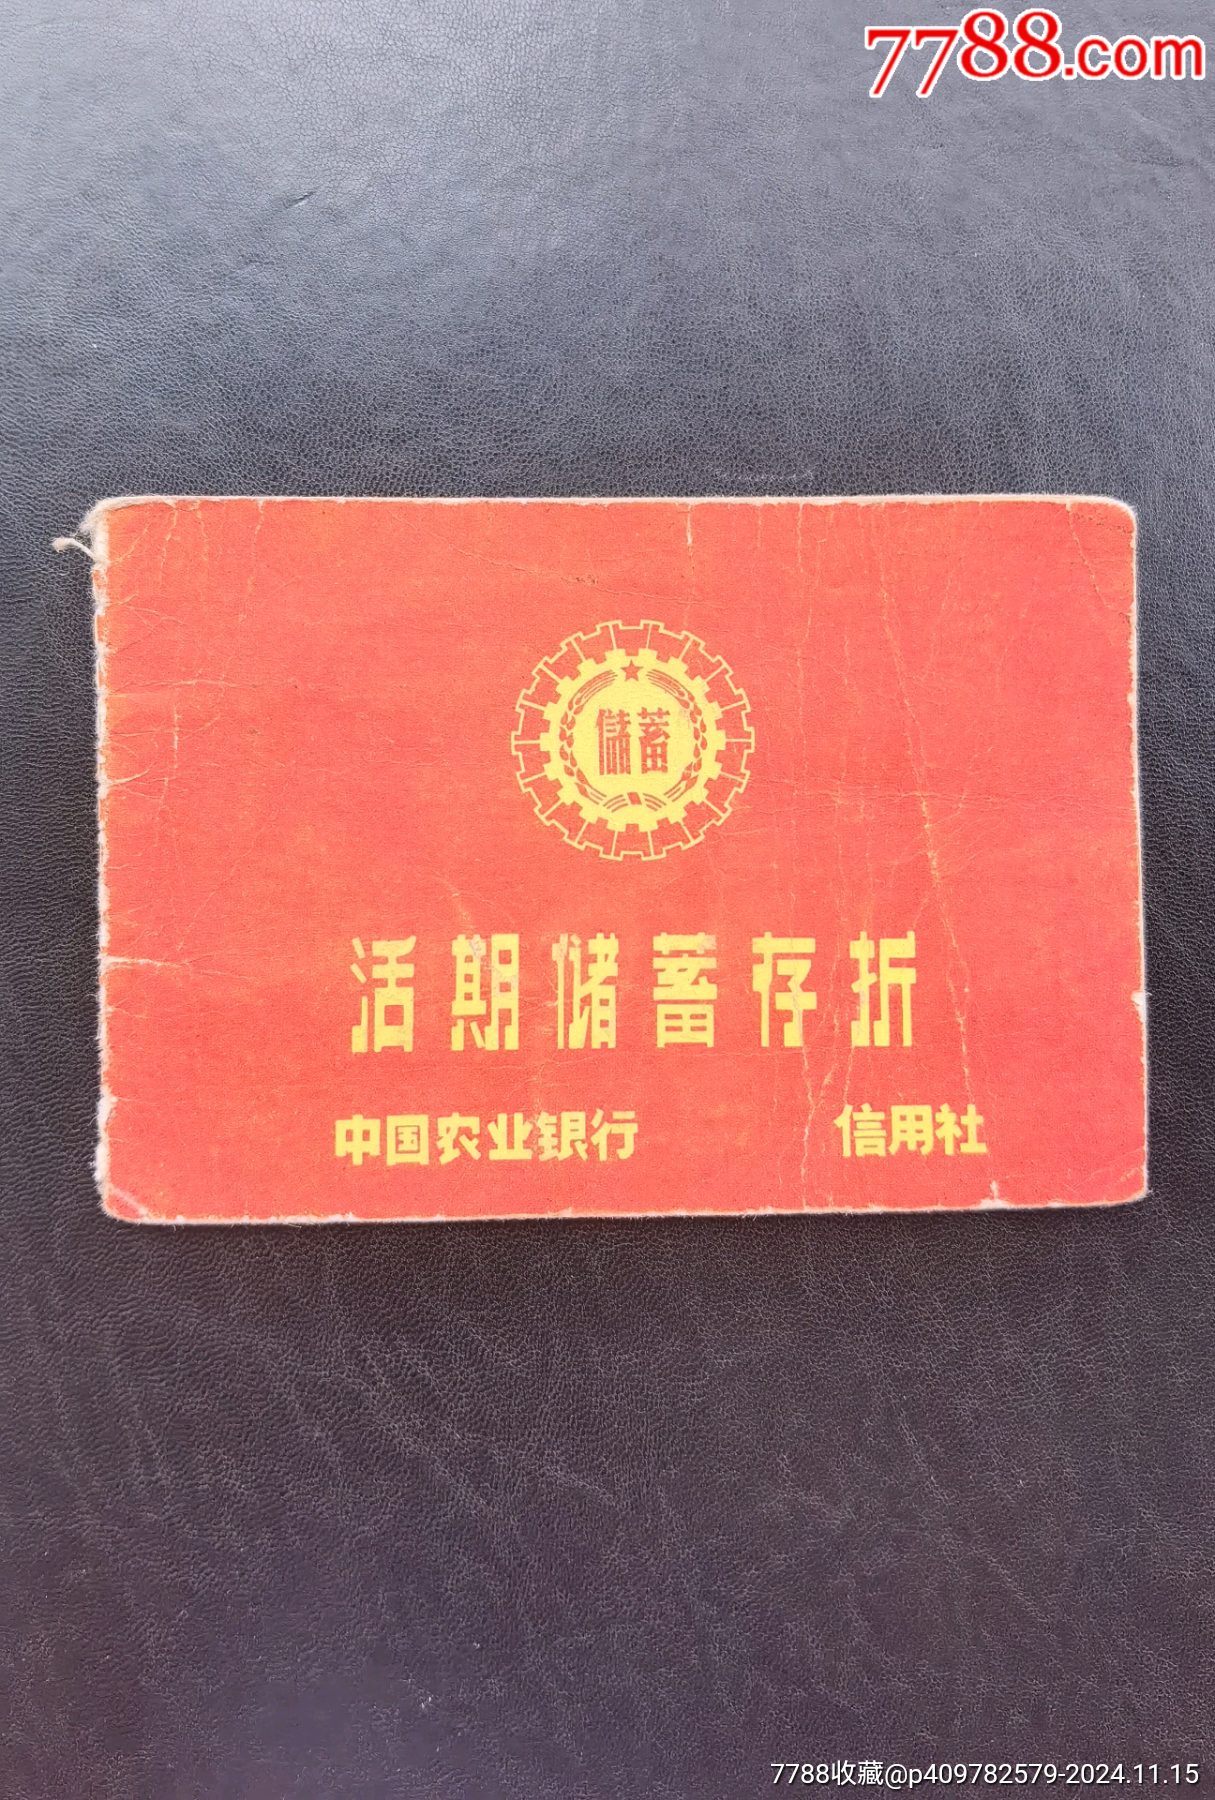 7788.com
儲蓄
活期储蓄存折
中国农业银行 信用社
7788收藏@p409782579-2024.11.15